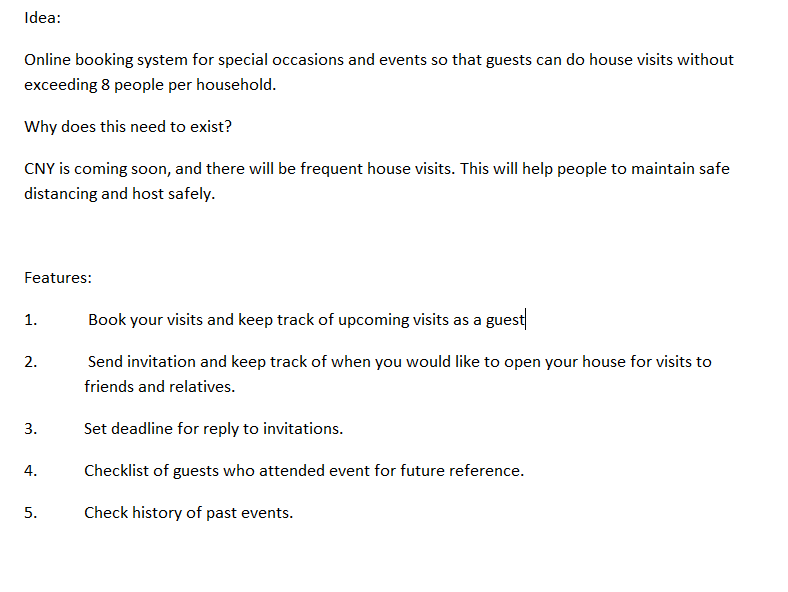 Idea:
Online booking system for special occasions and events so that guests can do house visits without
exceeding 8 people per household.
Why does this need to exist?
CNY is coming soon, and there will be frequent house visits. This will help people to maintain safe
distancing and host safely.
Features:
1. Book your visits and keep track of upcoming visits as a guest
2. Send invitation and keep track of when you would like to open your house for visits to
friends and relatives.
3. Set deadline for reply to invitations.
4. Checklist of guests who attended event for future reference.
5. Check history of past events.